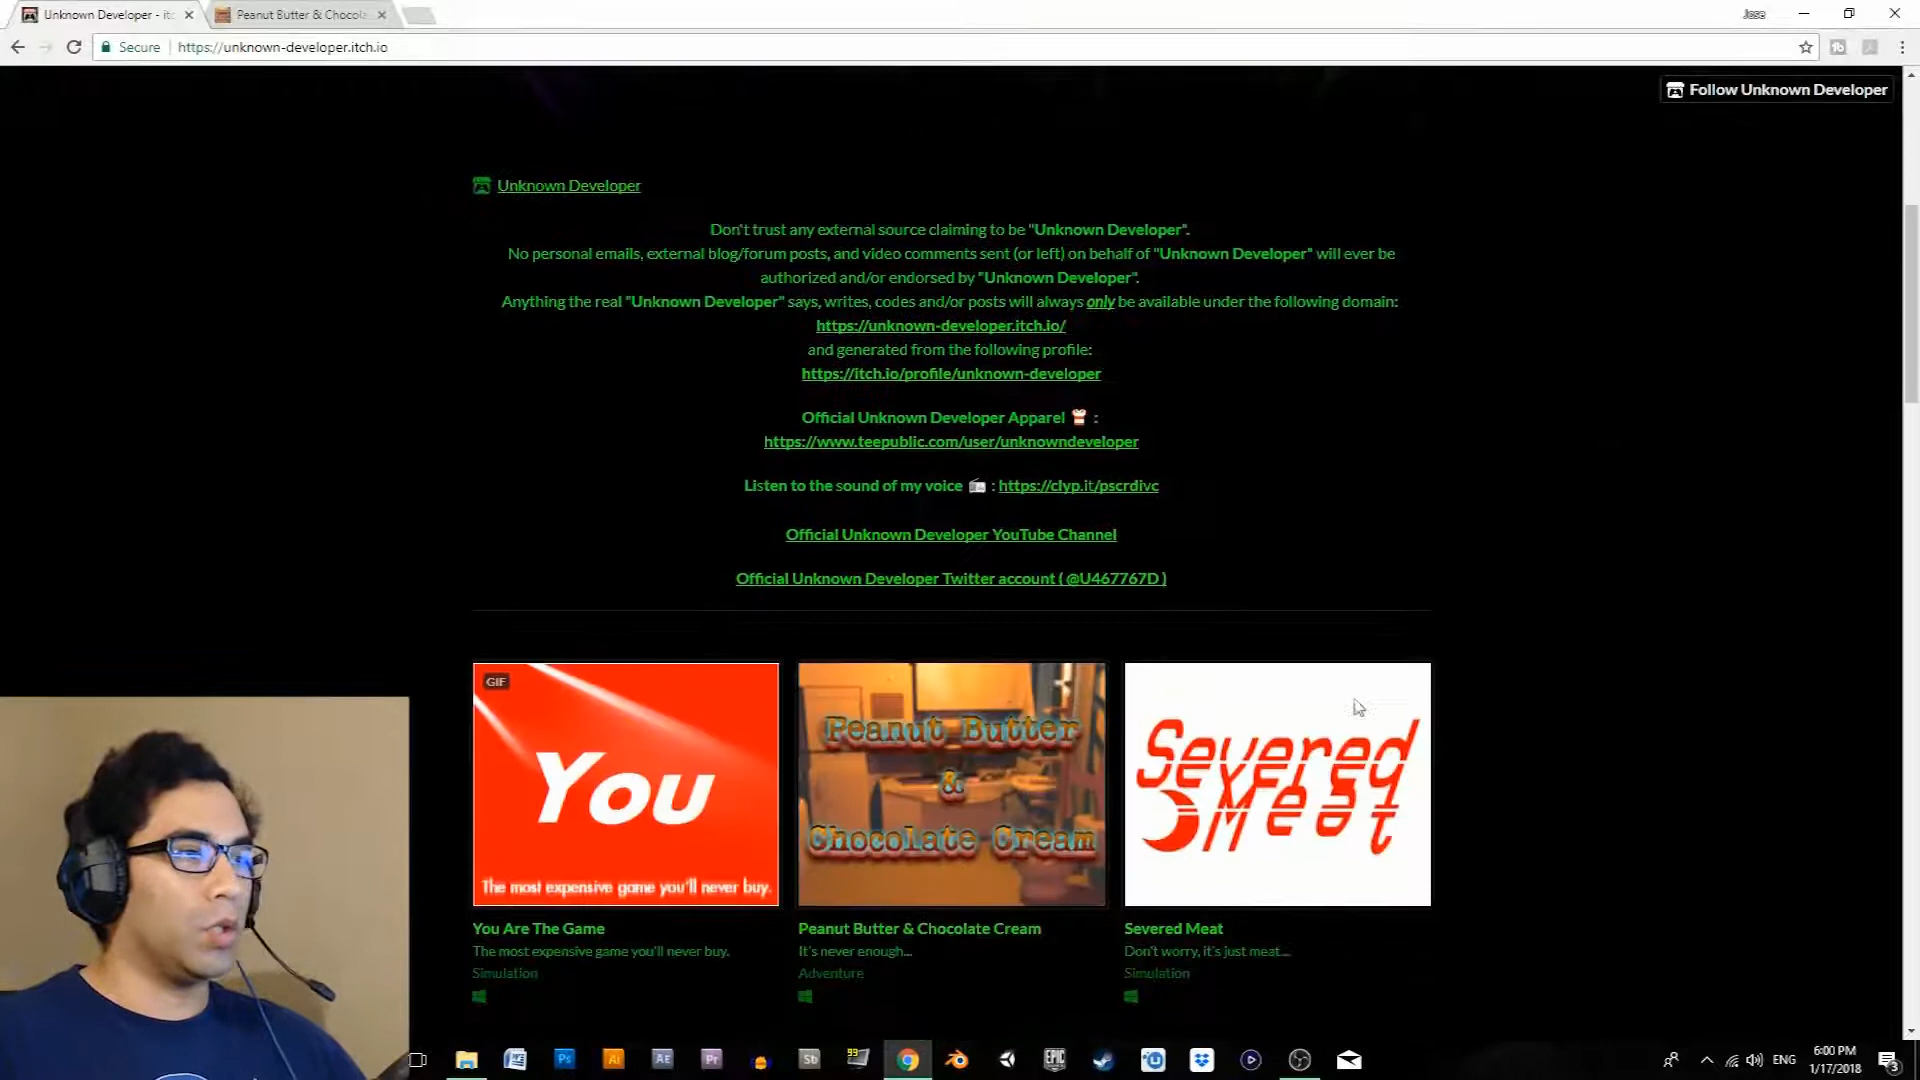 Unknown Developer - itc
Peanut Butter & Chocola
Jose
Secure
https://unknown-developer.itch.io
Follow Unknown Developer
Unknown Developer
Don't trust any external source claiming to be "Unknown Developer".
No personal emails, external blog/forum posts, and video comments sent (or left) on behalf of "Unknown Developer" will ever be
authorized and/or endorsed by "Unknown Developer".
Anything the real "Unknown Developer" says, writes, codes and/or posts will always only be available under the following domain:
https://unknown-developer.itch.io/
and generated from the following profile:
https://itch.io/profile/unknown-developer
Official Unknown Developer Apparel :
https://www.teepublic.com/user/unknowndeveloper
Listen to the sound of my voice : https://clyp.it/pscrdivc
Official Unknown Developer YouTube Channel
Official Unknown Developer Twitter account ( @U467767D )
GIF
You
The most expensive game you'll never buy.
Peanut Butter
&
Chocolate Cream
Severed
Meat
You Are The Game
The most expensive game you'll never buy.
Simulation
Peanut Butter & Chocolate Cream
It's never enough...
Adventure
Severed Meat
Don't worry, it's just meat...
Simulation
Ps
Ai
AE
Pr
Sb
99
EPIC
ENG
6:00 PM
1/17/2018
3